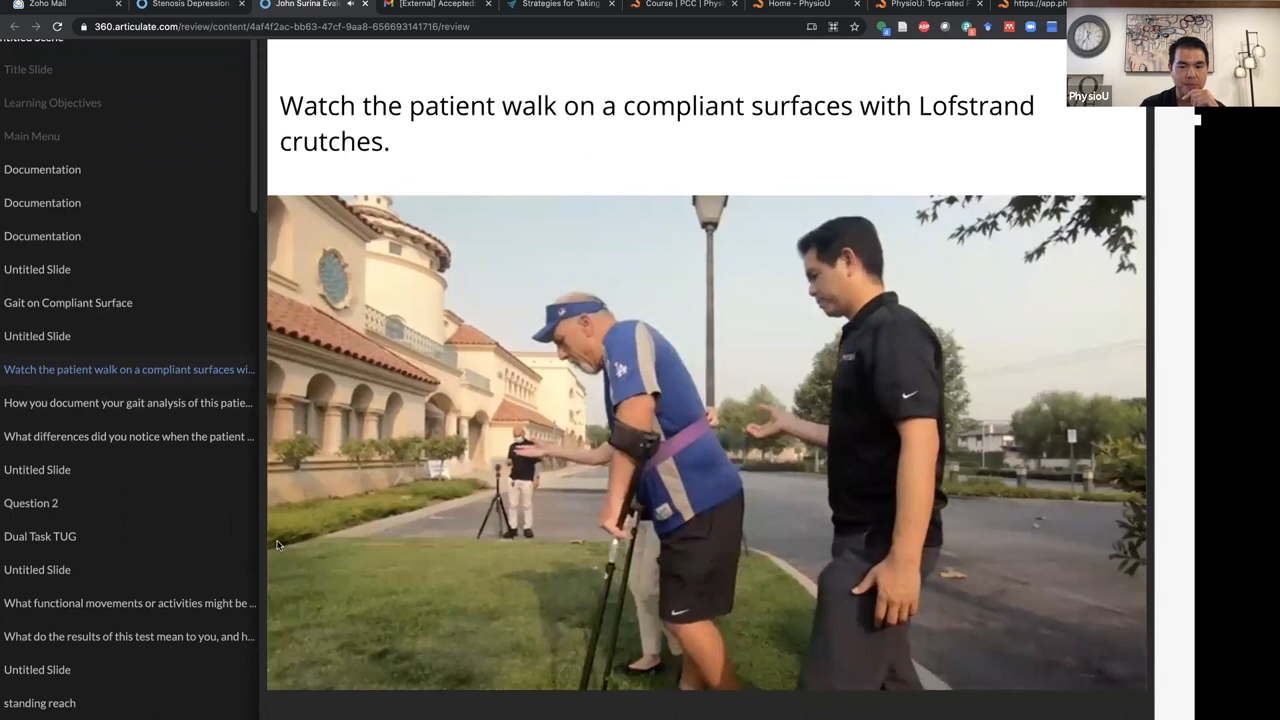 Zoho Mail
Stenosis Depression
John Surina Evalu
[External] Accepted:
Strategies for Taking
Course | PCC | Physi
Home - PhysioU
PhysioU: Top-rated
https://app.ph
360.articulate.com/review/content/4af4f2ac-bb63-47cf-9aa8-656693141716/review
Title Slide
Learning Objectives
Main Menu
Documentation
Documentation
Documentation
Untitled Slide
Gait on Compliant Surface
Untitled Slide
Watch the patient walk on a compliant surfaces wi...
How you document your gait analysis of this patie...
What differences did you notice when the patient ...
Untitled Slide
Question 2
Dual Task TUG
Untitled Slide
What functional movements or activities might be ...
What do the results of this test mean to you, and h...
Untitled Slide
standing reach
Watch the patient walk on a compliant surfaces with Lofstrand
crutches.
PhysioU